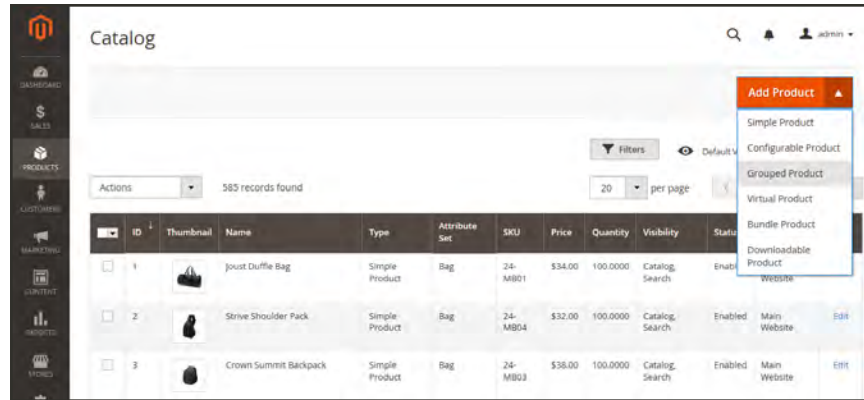 Catalog
admin
Add Product
Simple Product
Configurable Product
Grouped Product
Virtual Product
Bundle Product
Downloadable
Product
DASHBOARD
SALES
PRODUCTS
CUSTOMERS
MARKETING
CONTENT
REPORTS
STORES
Filters
Default V
Actions
585 records found
20
per page
ID
Thumbnail
Name
Type
Attribute
Set
SKU
Price
Quantity
Visibility
Statu
1
Joust Duffle Bag
Simple
Product
Bag
24-
MB01
$34.00
100.0000
Catalog,
Search
Enabl
Website
2
Strive Shoulder Pack
Simple
Product
Bag
24-
MB04
$32.00
100.0000
Catalog,
Search
Enabled
Main
Website
Edit
3
Crown Summit Backpack
Simple
Product
Bag
24-
MB03
$38.00
100.0000
Catalog,
Search
Enabled
Main
Website
Edit